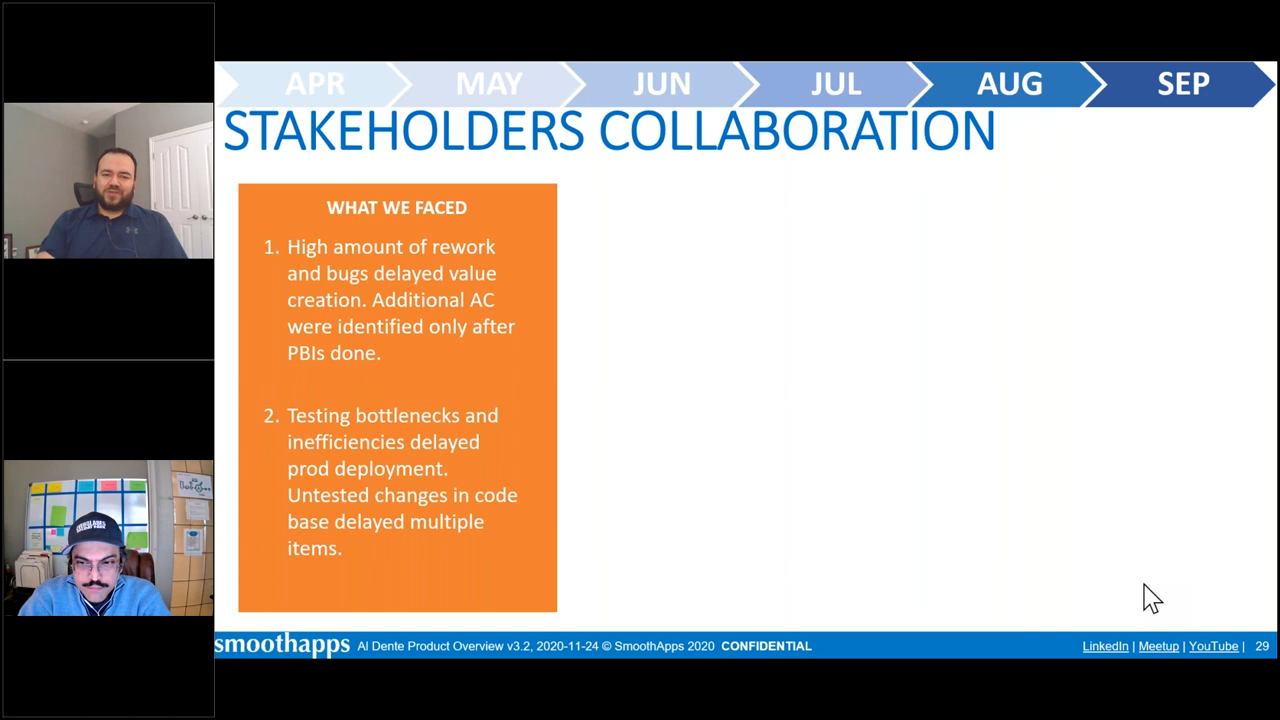 APR MAY JUN JUL AUG SEP
STAKEHOLDERS COLLABORATION
WHAT WE FACED
1. High amount of rework
and bugs delayed value
creation. Additional AC
were identified only after
PBIs done.
2. Testing bottlenecks and
inefficiencies delayed
prod deployment.
Untested changes in code
base delayed multiple
items.
smoothapps Al Dente Product Overview v3.2, 2020-11-24 © SmoothApps 2020 CONFIDENTIAL LinkedIn | Meetup | YouTube | 29